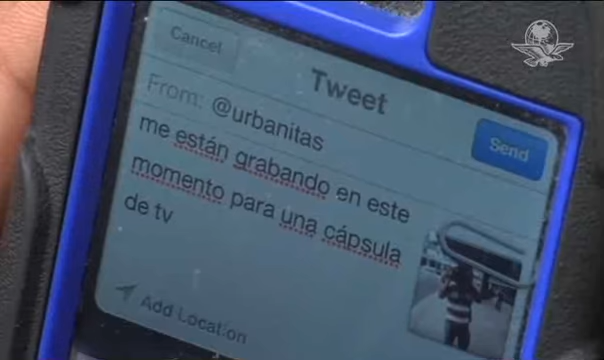 Cancel
Tweet
Send
From: @urbanitas
me están grabando en este
momento para una cápsula
de tv
Add Location